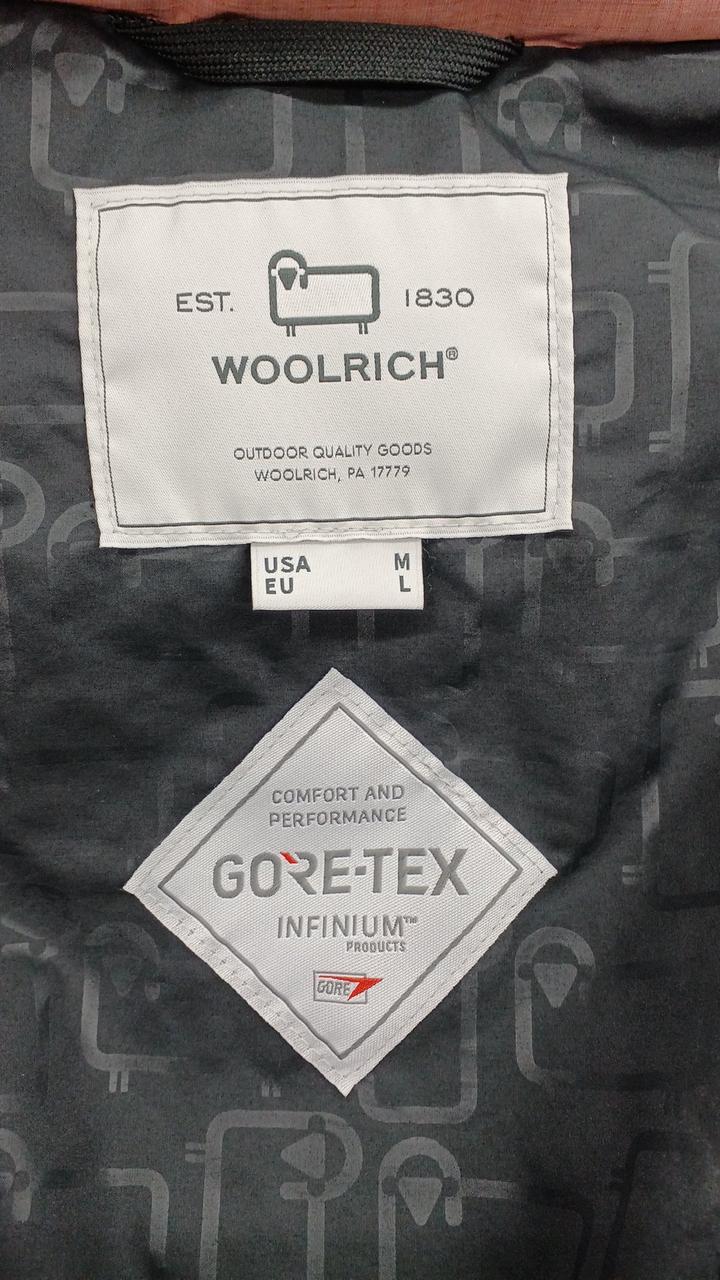 EST. 1830
WOOLRICH®
OUTDOOR QUALITY GOODS
WOOLRICH, PA 17779
USA M
EU L
COMFORT AND
PERFORMANCE
GORE-TEX
INFINIUM™
PRODUCTS
GORE